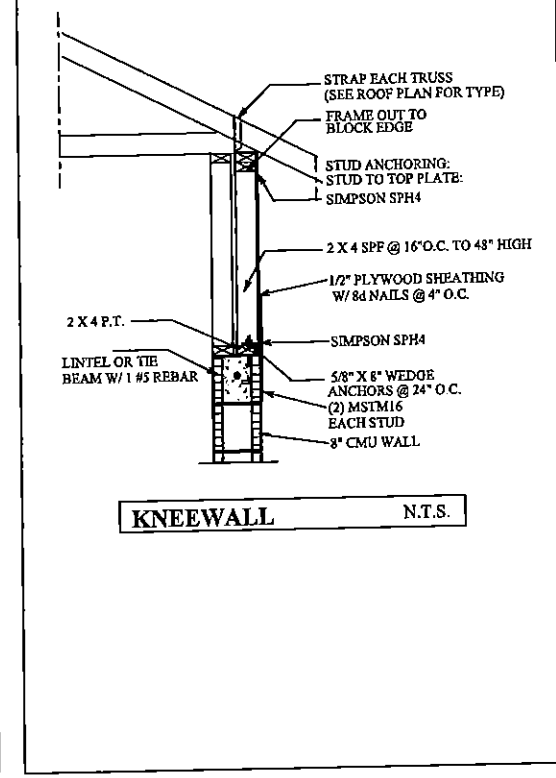 STRAP EACH TRUSS
(SEE ROOF PLAN FOR TYPE)
FRAME OUT TO
BLOCK EDGE
STUD ANCHORING:
STUD TO TOP PLATE:
SIMPSON SPH4
2 X 4 SPF @ 16"O.C. TO 48" HIGH
1/2" PLYWOOD SHEATHING
W/ 8d NAILS @ 4" O.C.
2 X 4 P.T.
SIMPSON SPH4
LINTEL OR TIE
BEAM W/ 1 #5 REBAR
5/8" X 8" WEDGE
ANCHORS @ 24" O.C.
(2) MSTM16
EACH STUD
8" CMU WALL
KNEEWALL N.T.S.